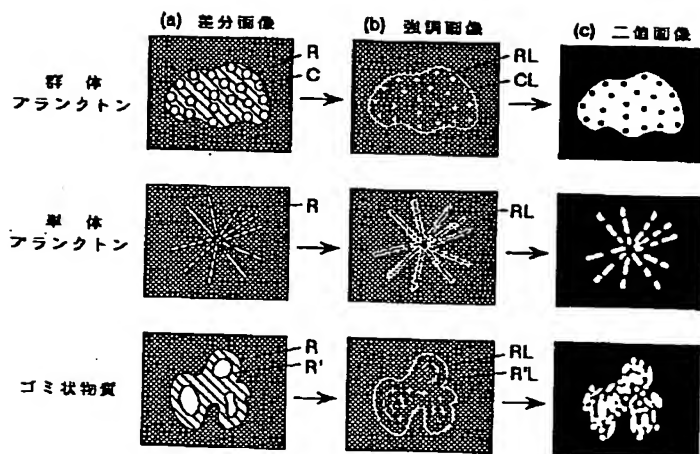 (a) 差分画像
(b) 強調画像
(c) 二値画像
群体
プランクトン
R
C
RL
CL
単体
プランクトン
R
RL
ゴミ状物質
R
R'
RL
R'L